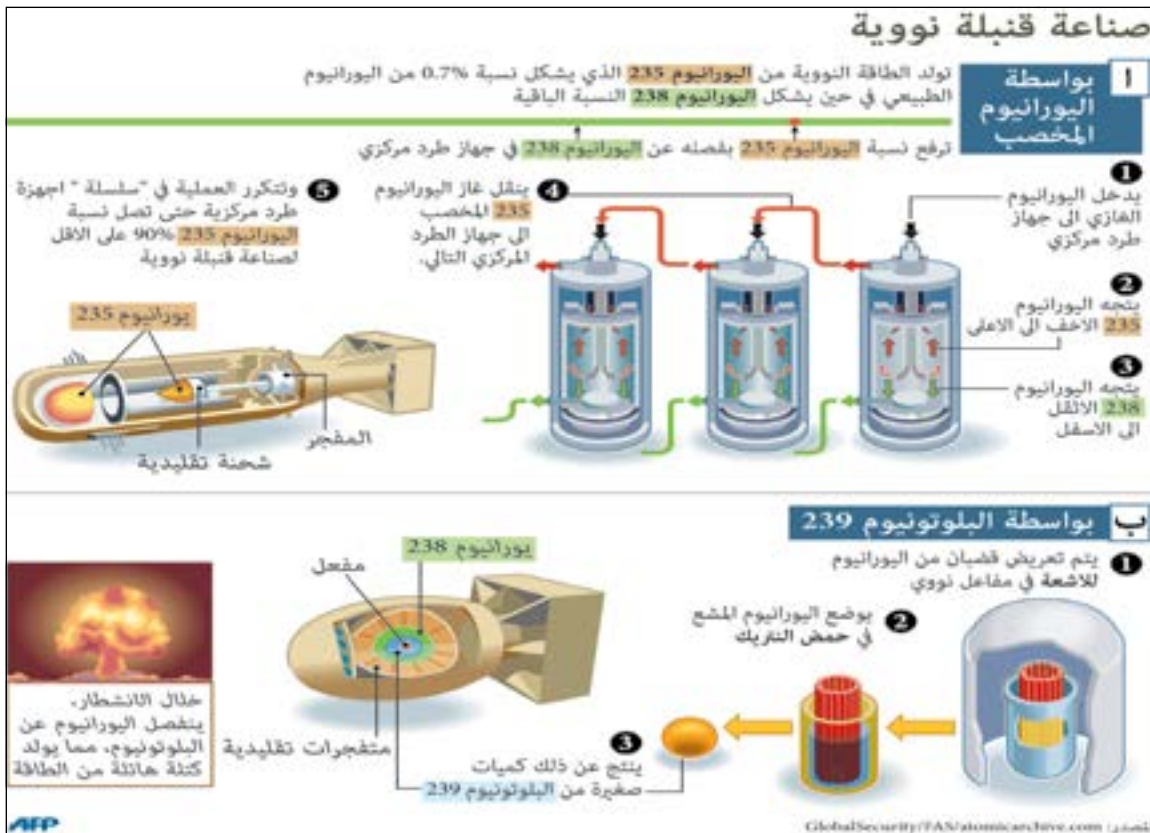 صناعة قنبلة نووية
أ
بواسطة
اليورانيوم
المخصب
تولد الطاقة النووية من اليورانيوم 235 الذي يشكل نسبة 0.7% من اليورانيوم
الطبيعي في حين يشكل اليورانيوم 238 النسبة الباقية
ترفع نسبة اليورانيوم 235 بفصله عن اليورانيوم 238 في جهاز طرد مركزي
1
يدخل اليورانيوم
الغازي الى جهاز
طرد مركزي
2
يتجه اليورانيوم
235 الاخف الى الاعلى
3
يتجه اليورانيوم
238 الاثقل
الى الاسفل
4
ينقل غاز اليورانيوم
235 المخصب
الى جهاز الطرد
المركزي التالي.
5
وتتكرر العملية في "سلسلة" اجهزة
طرد مركزية حتى تصل نسبة
اليورانيوم 235 90% على الاقل
لصناعة قنبلة نووية
يورانيوم 235
المفجر
شحنة تقليدية
ب
بواسطة البلوتونيوم 239
1
يتم تعريض قضبان من اليورانيوم
للاشعة في مفاعل نووي
2
يوضع اليورانيوم المشع
في حمض النتريك
3
ينتج عن ذلك كميات
صغيرة من البلوتونيوم 239
يورانيوم 238
مفعل
متفجرات تقليدية
خلال الانشطار،
ينفصل اليورانيوم عن
البلوتونيوم، مما يولد
كتلة هائلة من الطاقة
AFP
المصدر: GlobalSecurity/FAS/atomicarchive.com